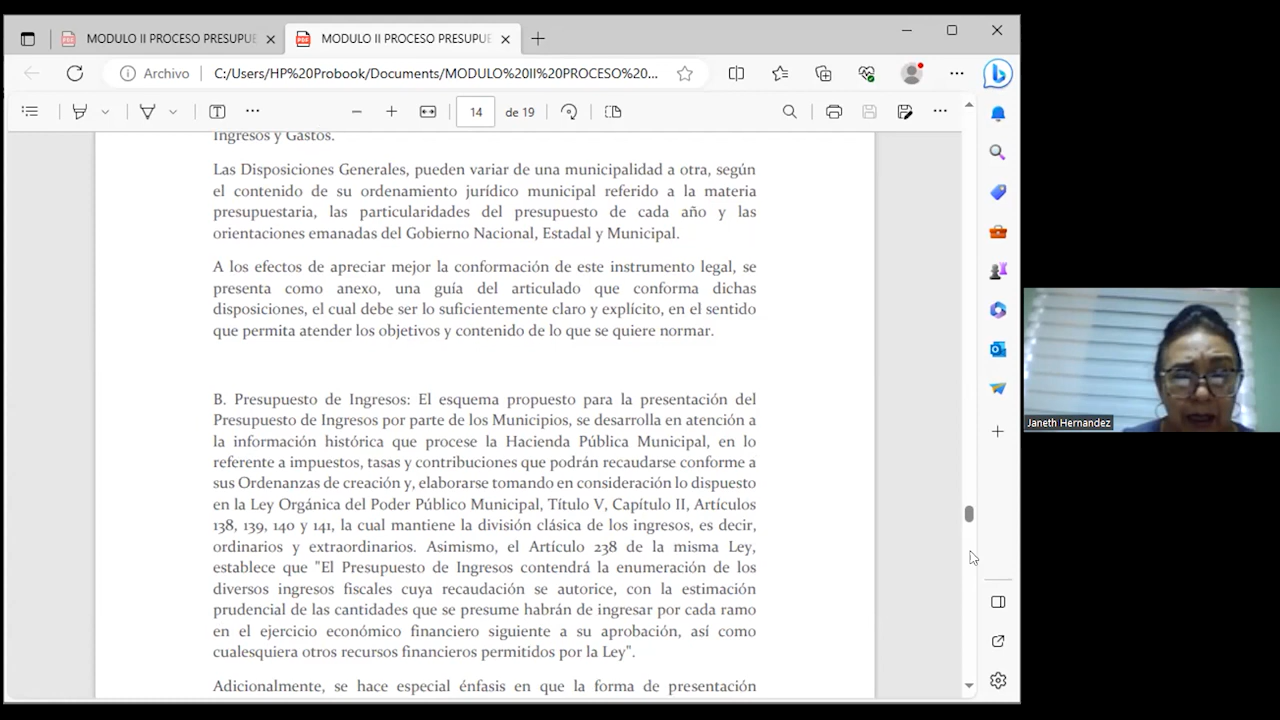 MODULO II PROCESO PRESUPUE
MODULO II PROCESO PRESUPUE
Archivo
C:/Users/HP%20Probook/Documents/MODULO%20II%20PROCESO%20...
14
de 19
Ingresos y Gastos.
Las Disposiciones Generales, pueden variar de una municipalidad a otra, según
el contenido de su ordenamiento jurídico municipal referido a la materia
presupuestaria, las particularidades del presupuesto de cada año y las
orientaciones emanadas del Gobierno Nacional, Estadal y Municipal.
A los efectos de apreciar mejor la conformación de este instrumento legal, se
presenta como anexo, una guía del articulado que conforma dichas
disposiciones, el cual debe ser lo suficientemente claro y explícito, en el sentido
que permita atender los objetivos y contenido de lo que se quiere normar.
B. Presupuesto de Ingresos: El esquema propuesto para la presentación del
Presupuesto de Ingresos por parte de los Municipios, se desarrolla en atención a
la información histórica que procese la Hacienda Pública Municipal, en lo
referente a impuestos, tasas y contribuciones que podrán recaudarse conforme a
sus Ordenanzas de creación y, elaborarse tomando en consideración lo dispuesto
en la Ley Orgánica del Poder Público Municipal, Título V, Capítulo II, Artículos
138, 139, 140 y 141, la cual mantiene la división clásica de los ingresos, es decir,
ordinarios y extraordinarios. Asimismo, el Artículo 238 de la misma Ley,
establece que "El Presupuesto de Ingresos contendrá la enumeración de los
diversos ingresos fiscales cuya recaudación se autorice, con la estimación
prudencial de las cantidades que se presume habrán de ingresar por cada ramo
en el ejercicio económico financiero siguiente a su aprobación, así como
cualesquiera otros recursos financieros permitidos por la Ley".
Adicionalmente, se hace especial énfasis en que la forma de presentación
Janeth Hernandez